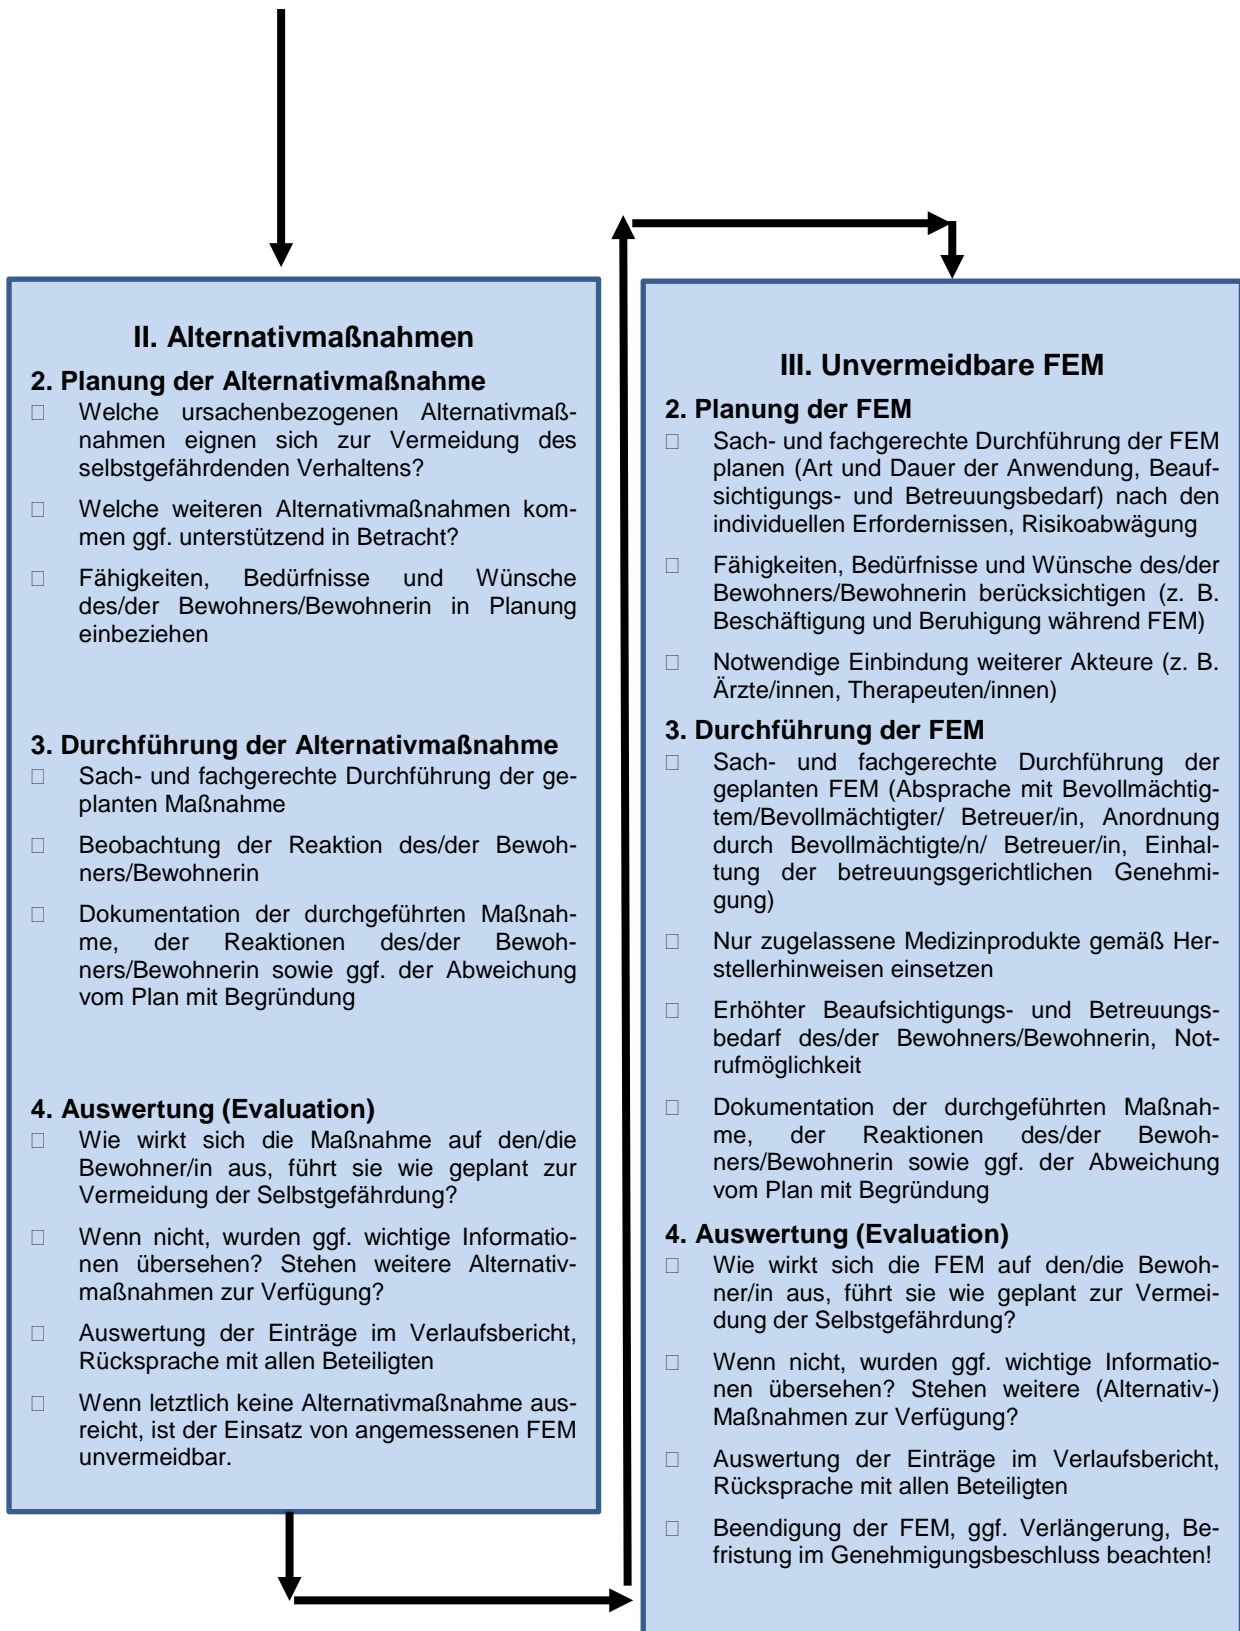 II. Alternativmaßnahmen
2. Planung der Alternativmaßnahme
□ Welche ursachenbezogenen Alternativmaß-
nahmen eignen sich zur Vermeidung des
selbstgefährdenden Verhaltens?
□ Welche weiteren Alternativmaßnahmen kom-
men ggf. unterstützend in Betracht?
□ Fähigkeiten, Bedürfnisse und Wünsche
des/der Bewohners/Bewohnerin in Planung
einbeziehen
3. Durchführung der Alternativmaßnahme
□ Sach- und fachgerechte Durchführung der ge-
planten Maßnahme
□ Beobachtung der Reaktion des/der Bewoh-
ners/Bewohnerin
□ Dokumentation der durchgeführten Maßnah-
me, der Reaktionen des/der Bewoh-
ners/Bewohnerin sowie ggf. der Abweichung
vom Plan mit Begründung
4. Auswertung (Evaluation)
□ Wie wirkt sich die Maßnahme auf den/die
Bewohner/in aus, führt sie wie geplant zur
Vermeidung der Selbstgefährdung?
□ Wenn nicht, wurden ggf. wichtige Informatio-
nen übersehen? Stehen weitere Alternativ-
maßnahmen zur Verfügung?
□ Auswertung der Einträge im Verlaufsbericht,
Rücksprache mit allen Beteiligten
□ Wenn letztlich keine Alternativmaßnahme aus-
reicht, ist der Einsatz von angemessenen FEM
unvermeidbar.
III. Unvermeidbare FEM
2. Planung der FEM
□ Sach- und fachgerechte Durchführung der FEM
planen (Art und Dauer der Anwendung, Beauf-
sichtigungs- und Betreuungsbedarf) nach den
individuellen Erfordernissen, Risikoabwägung
□ Fähigkeiten, Bedürfnisse und Wünsche des/der
Bewohners/Bewohnerin berücksichtigen (z. B.
Beschäftigung und Beruhigung während FEM)
□ Notwendige Einbindung weiterer Akteure (z. B.
Ärzte/innen, Therapeuten/innen)
3. Durchführung der FEM
□ Sach- und fachgerechte Durchführung der
geplanten FEM (Absprache mit Bevollmächtig-
tem/Bevollmächtigter/ Betreuer/in, Anordnung
durch Bevollmächtigte/n/ Betreuer/in, Einhal-
tung der betreuungsgerichtlichen Genehmi-
gung)
□ Nur zugelassene Medizinprodukte gemäß Her-
stellerhinweisen einsetzen
□ Erhöhter Beaufsichtigungs- und Betreuungs-
bedarf des/der Bewohners/Bewohnerin, Not-
rufmöglichkeit
□ Dokumentation der durchgeführten Maßnah-
me, der Reaktionen des/der Bewoh-
ners/Bewohnerin sowie ggf. der Abweichung
vom Plan mit Begründung
4. Auswertung (Evaluation)
□ Wie wirkt sich die FEM auf den/die Bewoh-
ner/in aus, führt sie wie geplant zur Vermei-
dung der Selbstgefährdung?
□ Wenn nicht, wurden ggf. wichtige Informatio-
nen übersehen? Stehen weitere (Alternativ-)
Maßnahmen zur Verfügung?
□ Auswertung der Einträge im Verlaufsbericht,
Rücksprache mit allen Beteiligten
□ Beendigung der FEM, ggf. Verlängerung, Be-
fristung im Genehmigungsbeschluss beachten!